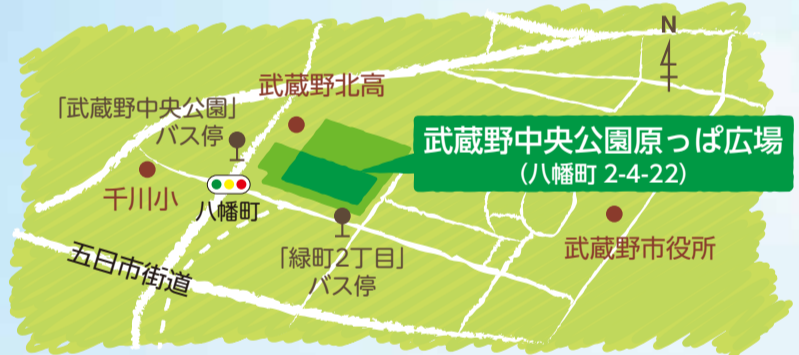 N
武蔵野北高
「武蔵野中央公園」
バス停
武蔵野中央公園原っぱ広場
(八幡町 2-4-22)
千川小
八幡町
武蔵野市役所
五日市街道
「緑町2丁目」
バス停